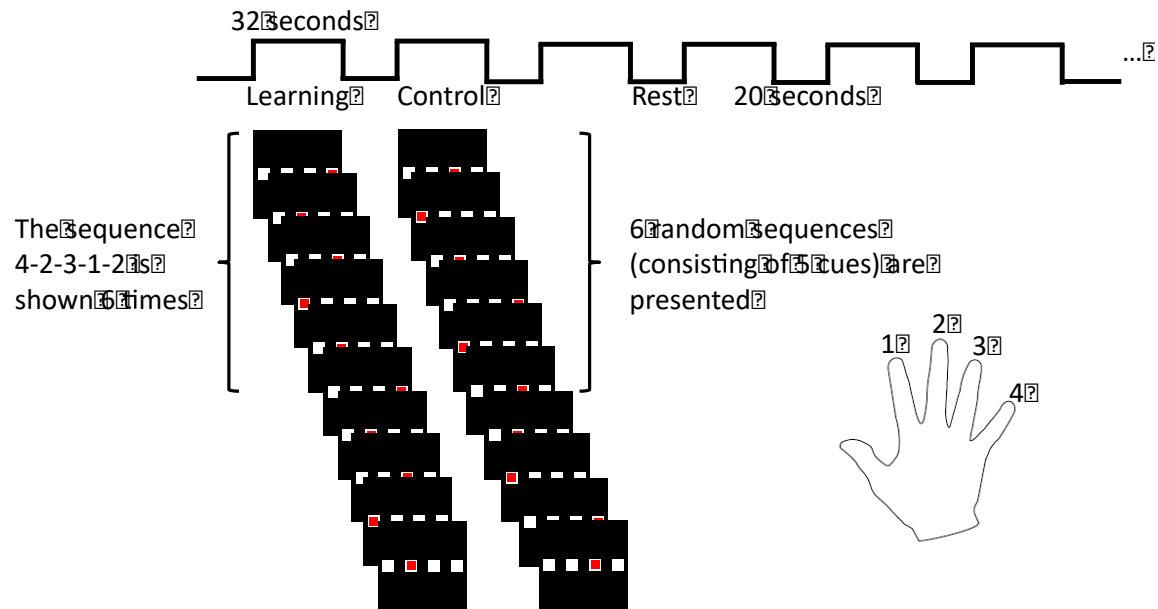 32⍰seconds⍰
...⍰
Learning⍰ Control⍰ Rest⍰ 20⍰seconds⍰
The⍰sequence⍰
4-2-3-1-2⍰is⍰
shown⍰6⍰times⍰
6⍰random⍰sequences⍰
(consisting⍰of⍰5⍰cues)⍰are⍰
presented⍰
1⍰ 2⍰ 3⍰ 4⍰